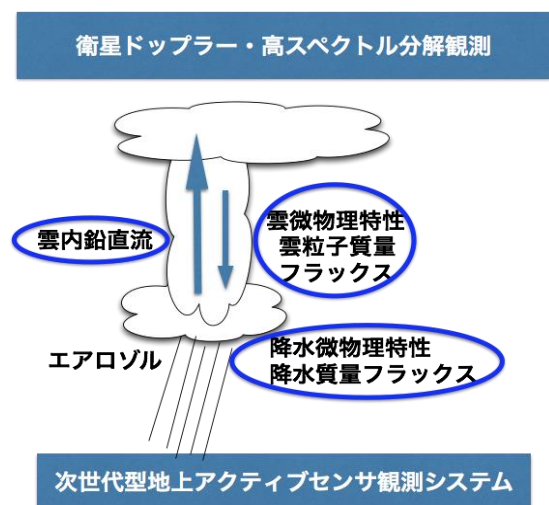 衛星ドップラー・高スペクトル分解観測
雲内鉛直流
雲微物理特性
雲粒子質量
フラックス
エアロゾル
降水微物理特性
降水質量フラックス
次世代型地上アクティブセンサ観測システム